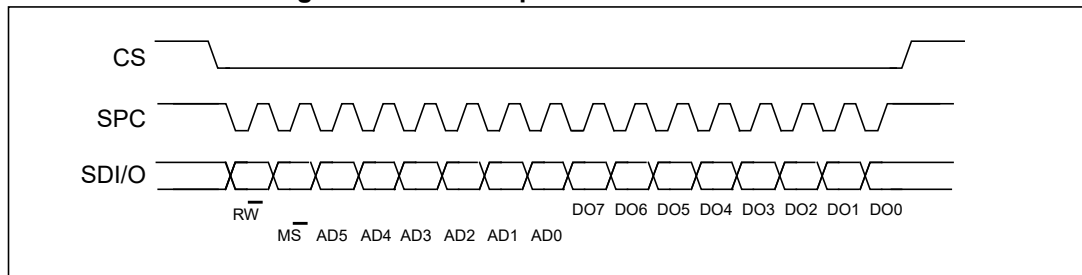 CS
SPC
SDI/O
RW
DO7 DO6 DO5 DO4 DO3 DO2 DO1 DO0
MS AD5 AD4 AD3 AD2 AD1 AD0